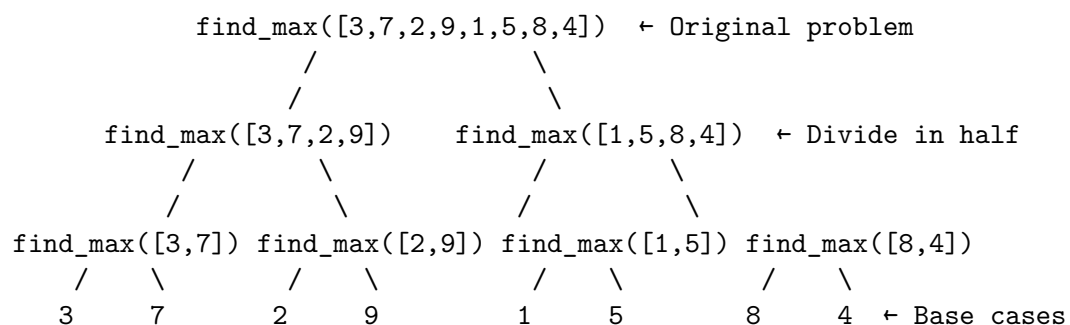 find_max([3,7,2,9,1,5,8,4]) ← Original problem
/ \
/ \
find_max([3,7,2,9]) find_max([1,5,8,4]) ← Divide in half
/ \ / \
/ \ / \
find_max([3,7]) find_max([2,9]) find_max([1,5]) find_max([8,4])
/ \ / \ / \ / \
3 7 2 9 1 5 8 4 ← Base cases